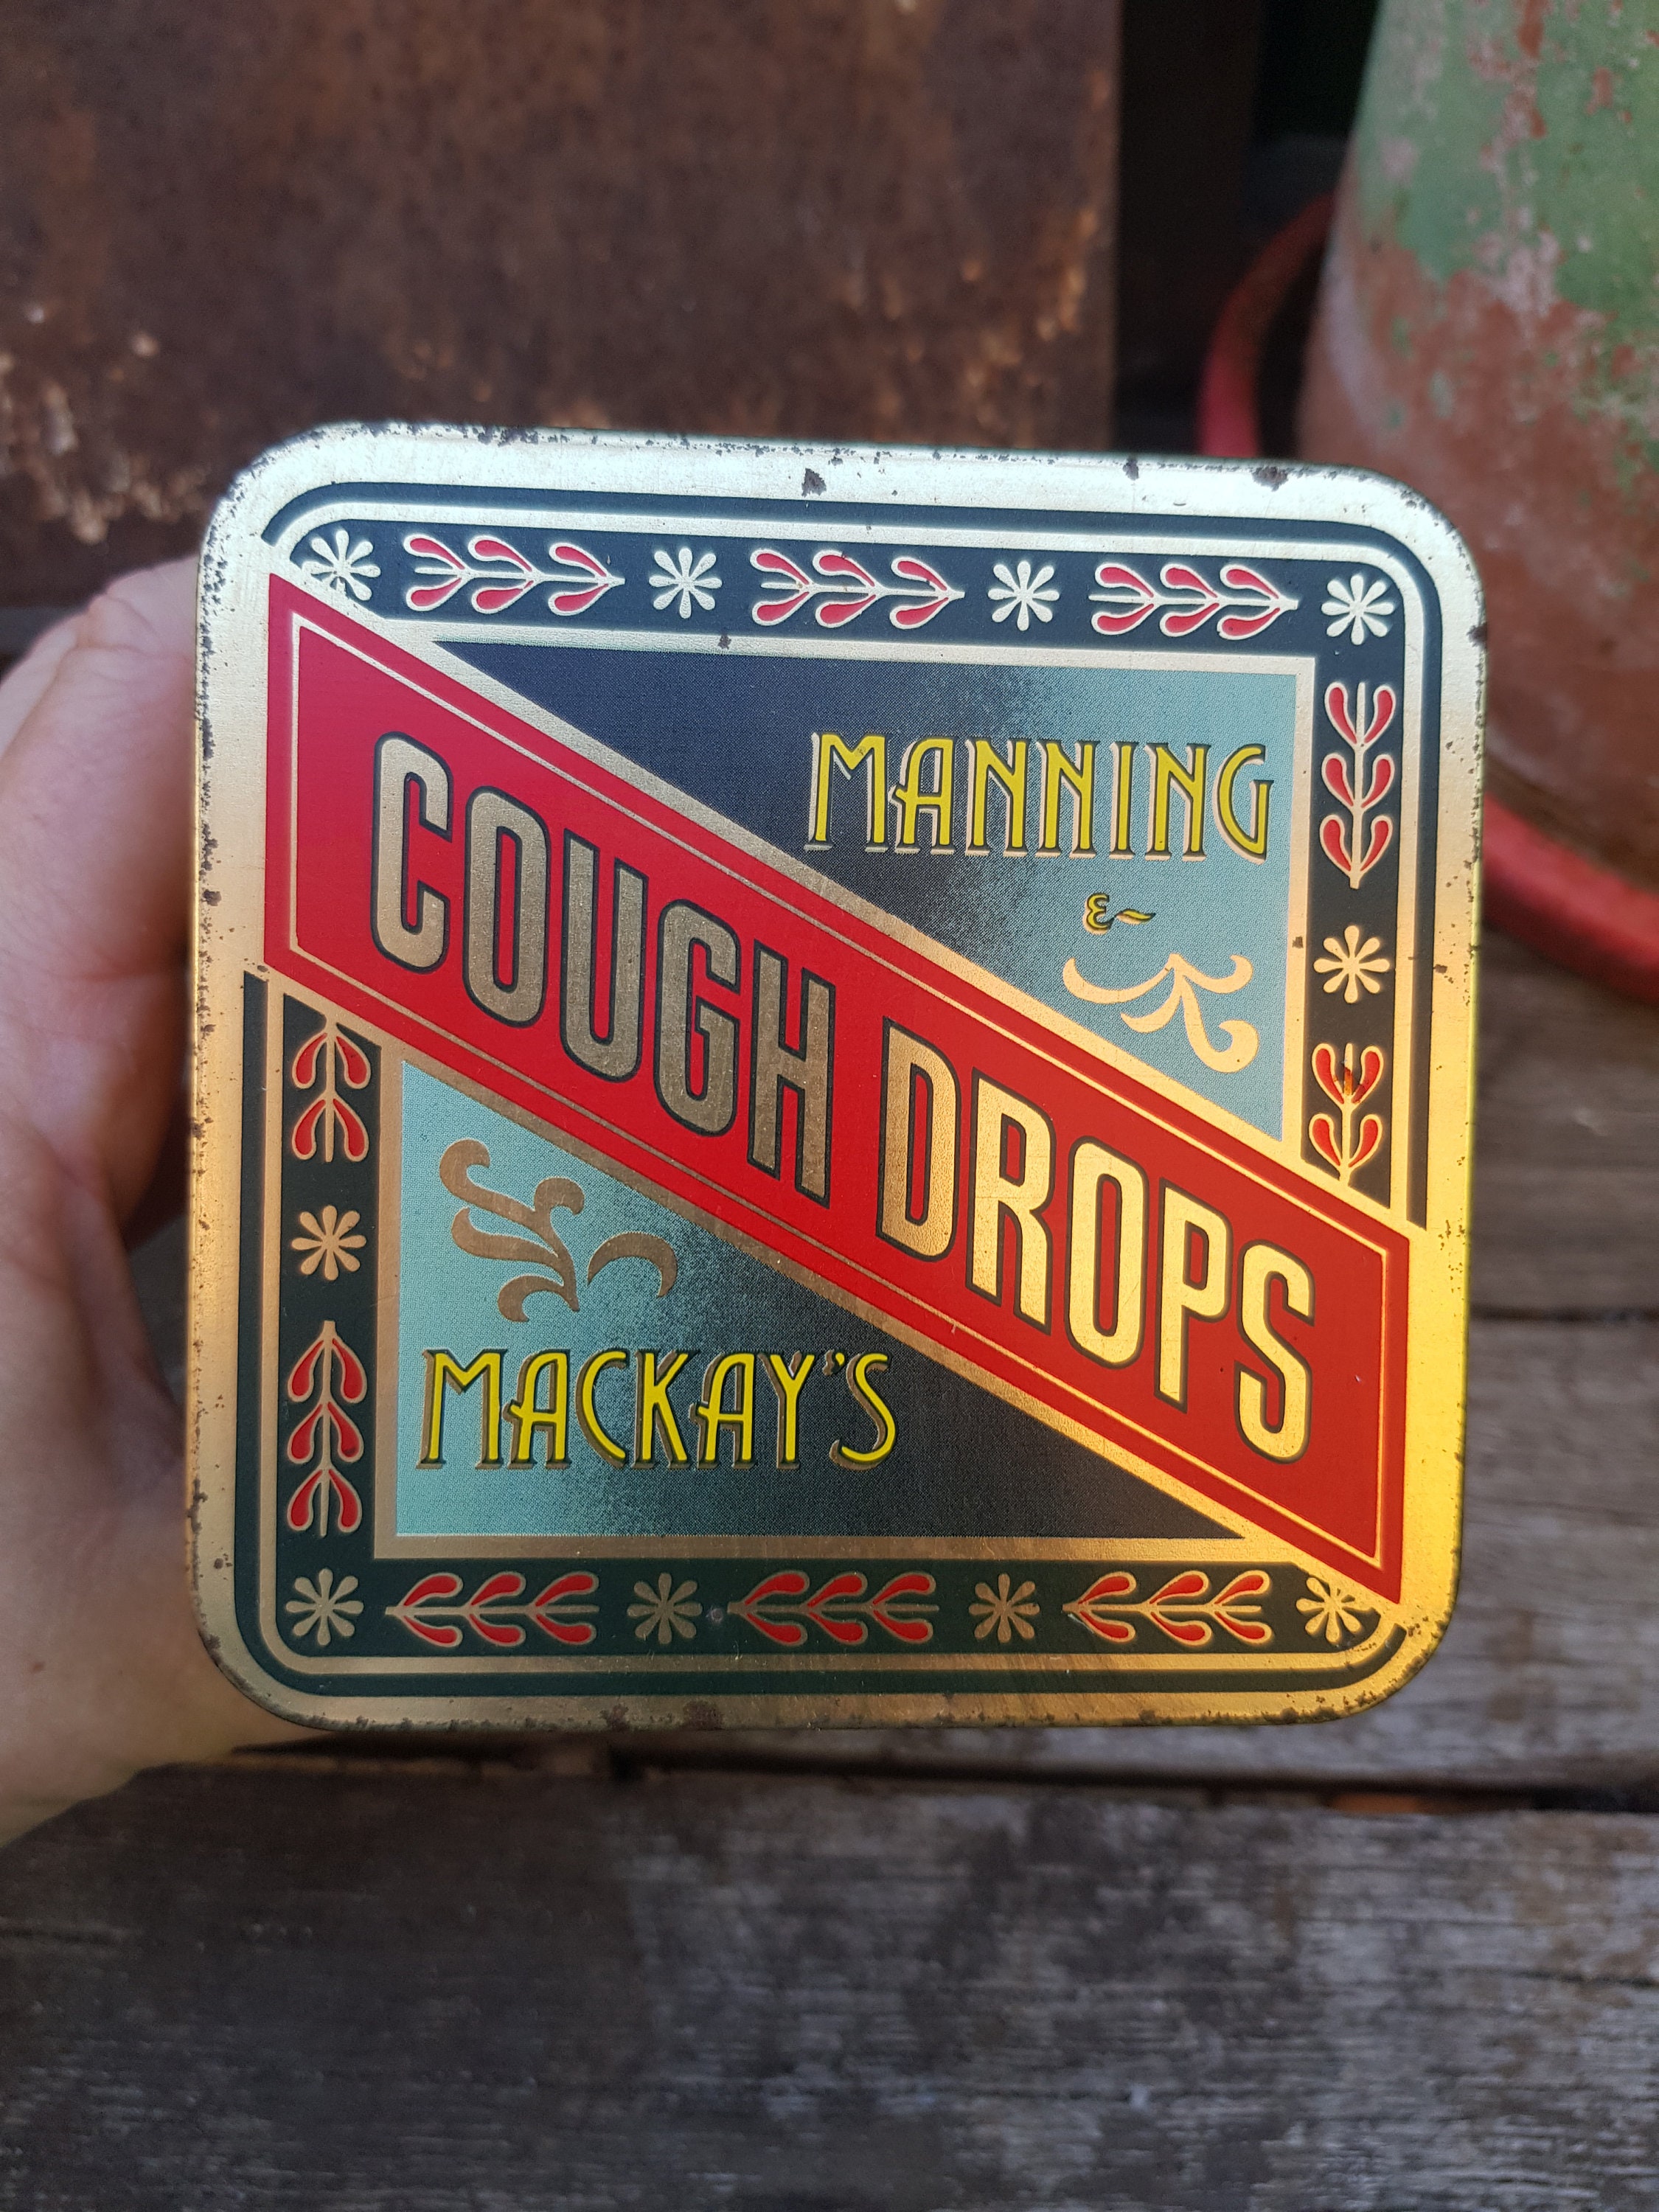 MANNING
&
COUGH DROPS
MACKAY'S